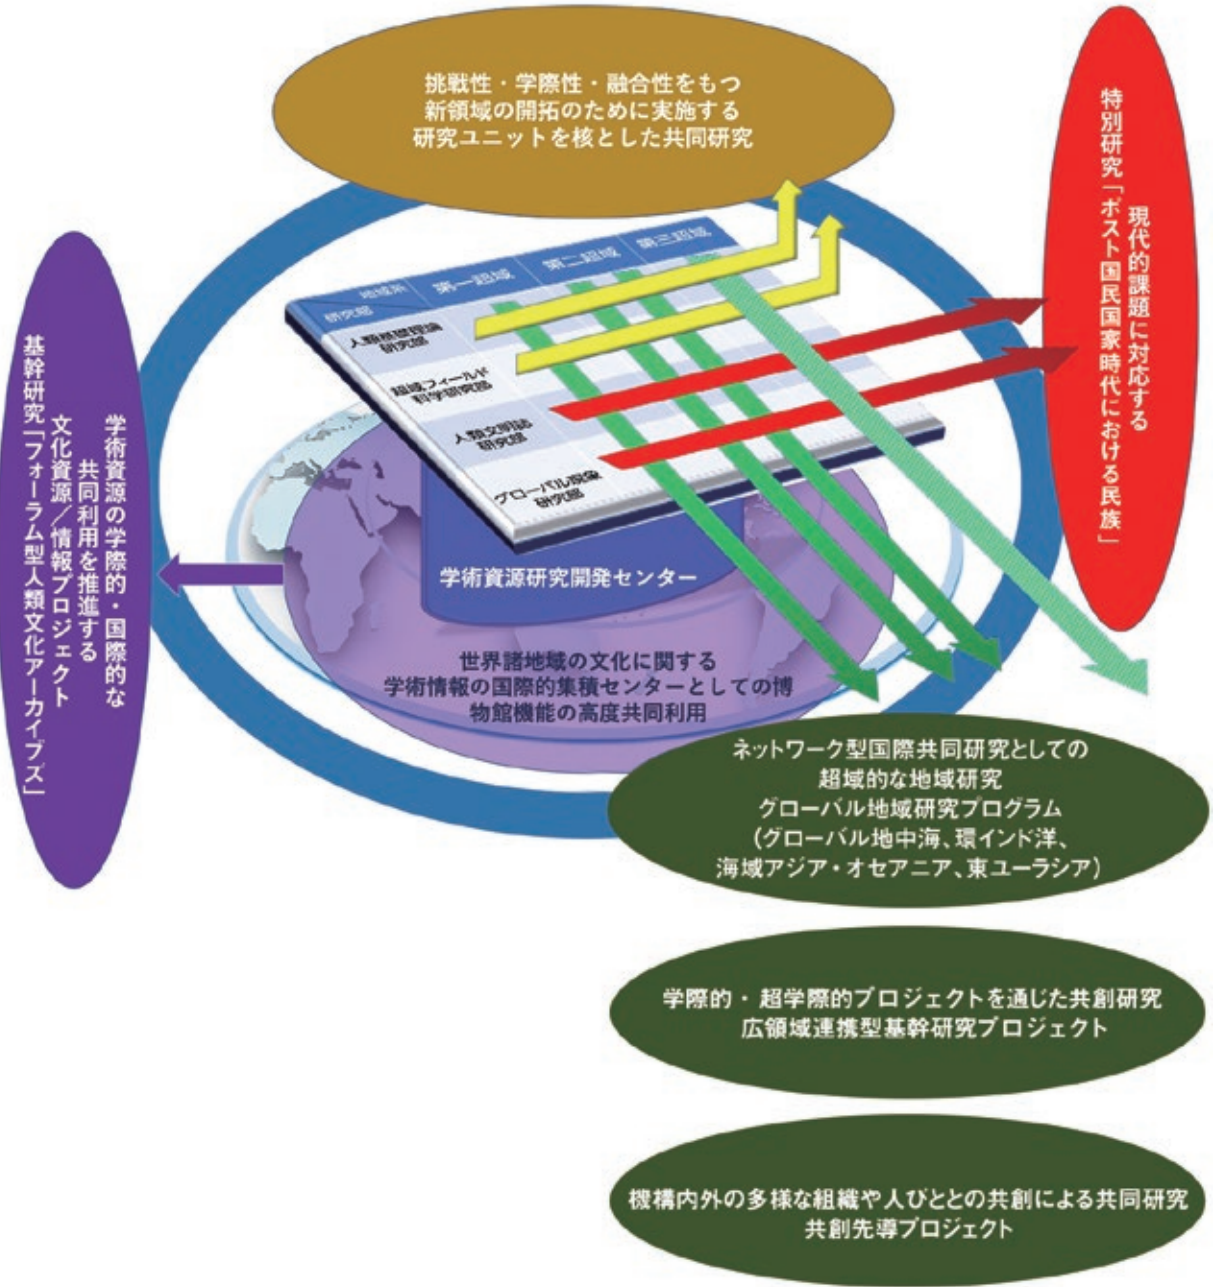 挑戦性・学際性・融合性をもつ
新領域の開拓のために実施する
研究ユニットを核とした共同研究
現代的課題に対応する
特別研究「ポスト国民国家時代における民族」
地域系
研究部
第一超域
第二超域
第三超域
人類基礎理論
研究部
超域フィールド
科学研究部
人類文明誌
研究部
グローバル現象
研究部
学術資源の学際的・国際的な
共同利用を推進する
文化資源／情報プロジェクト
基幹研究「フォーラム型人類文化アーカイブズ」
学術資源研究開発センター
世界諸地域の文化に関する
学術情報の国際的集積センターとしての博
物館機能の高度共同利用
ネットワーク型国際共同研究としての
超域的な地域研究
グローバル地域研究プログラム
（グローバル地中海、環インド洋、
海域アジア・オセアニア、東ユーラシア）
学際的・超学際的プロジェクトを通じた共創研究
広領域連携型基幹研究プロジェクト
機構内外の多様な組織や人びととの共創による共同研究
共創先導プロジェクト